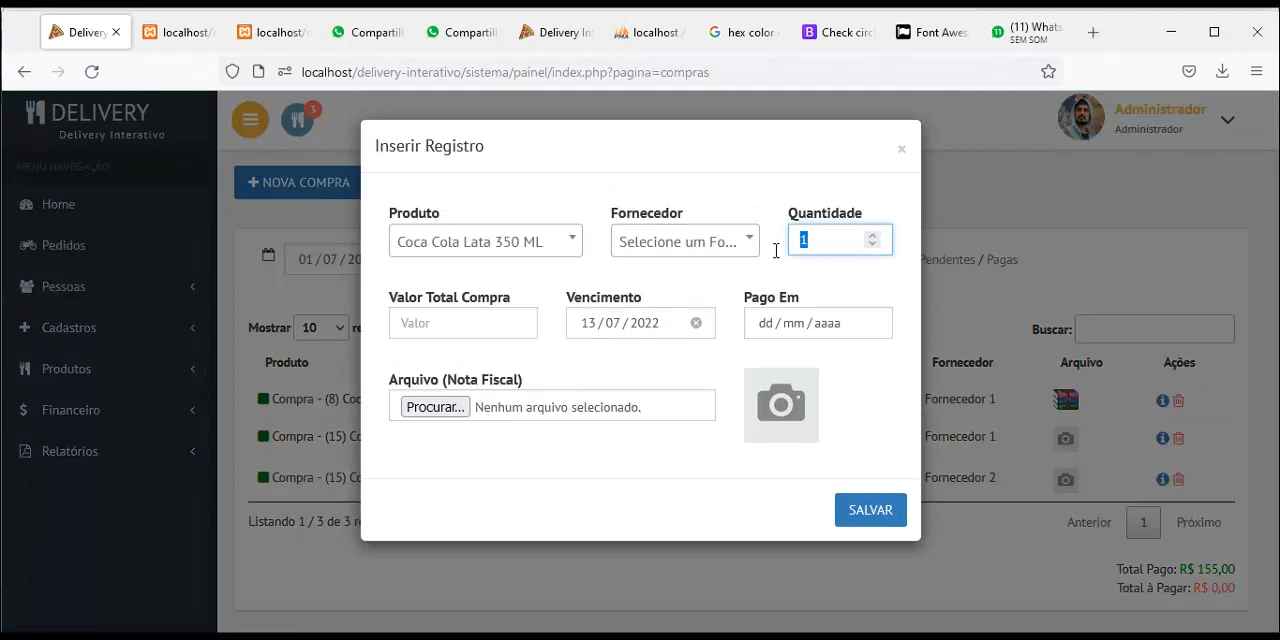 Delivery
localhost/
localhost/
Compartill
Compartill
Delivery In
localhost /
hex color
Check circ
Font Awes
(11) Whats
SEM SOM
localhost/delivery-interativo/sistema/painel/index.php?pagina=compras
DELIVERY
Delivery Interativo
3
Administrador
Administrador
MENU NAVEGAÇÃO
Home
Pedidos
Pessoas
Cadastros
Produtos
Financeiro
Relatórios
NOVA COMPRA
Inserir Registro
×
Produto
Fornecedor
Quantidade
Coca Cola Lata 350 ML
Selecione um Fo...
1
Valor Total Compra
Vencimento
Pago Em
Valor
13/07/2022
dd/mm/aaaa
Arquivo (Nota Fiscal)
Procurar... Nenhum arquivo selecionado.
SALVAR
01/07/20
Pendentes / Pagas
Mostrar 10 re
Buscar:
Produto
Fornecedor
Arquivo
Ações
Compra - (8) Co
Fornecedor 1
Compra - (15) Co
Fornecedor 1
Compra - (15) Co
Fornecedor 2
Listando 1 / 3 de 3 r
Anterior
1
Próximo
Total Pago: R$ 155,00
Total à Pagar: R$ 0,00